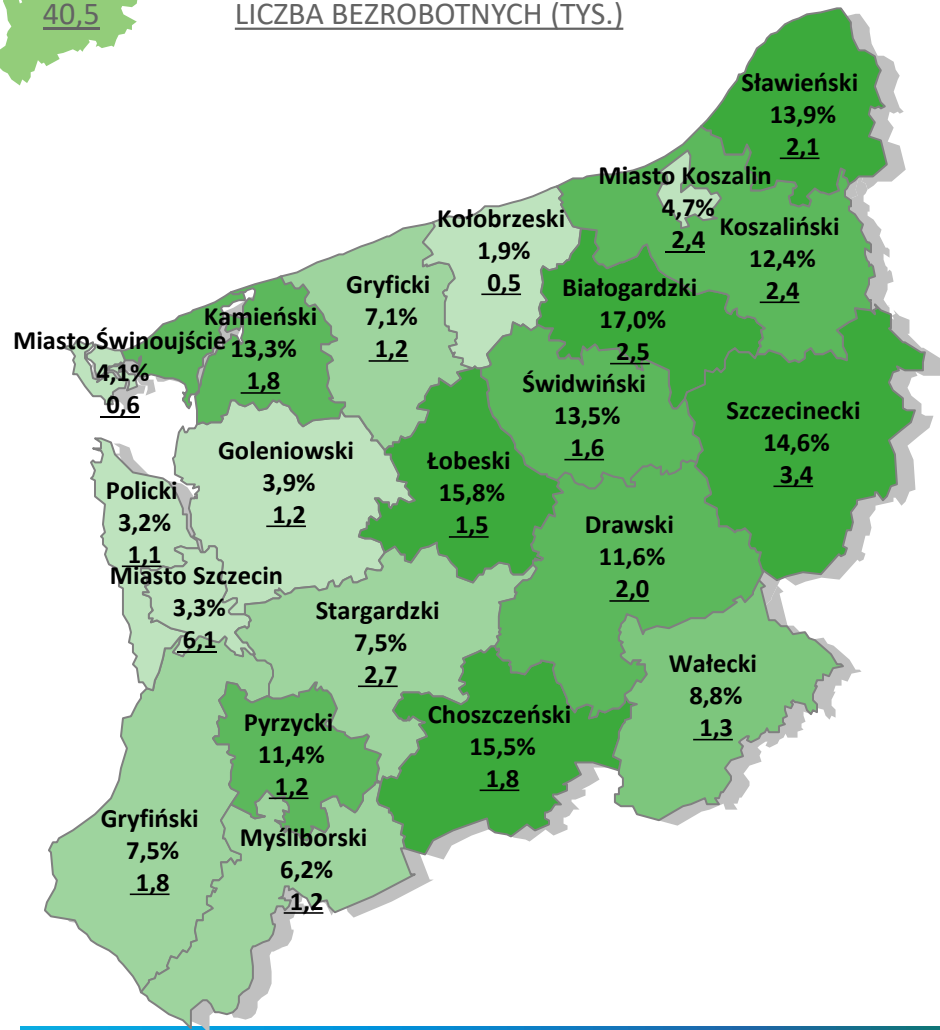 40,5
LICZBA BEZROBOTNYCH (TYS.)
Sławieński
13,9%
2,1
Miasto Koszalin
4,7%
2,4
Koszaliński
12,4%
2,4
Kołobrzeski
1,9%
0,5
Gryficki
7,1%
1,2
Białogardzki
17,0%
2,5
Kamieński
13,3%
1,8
Miasto Świnoujście
4,1%
0,6
Świdwiński
13,5%
1,6
Szczecinecki
14,6%
3,4
Goleniowski
3,9%
1,2
Łobeski
15,8%
1,5
Policki
3,2%
1,1
Drawski
11,6%
2,0
Miasto Szczecin
3,3%
6,1
Stargardzki
7,5%
2,7
Wałecki
8,8%
1,3
Choszczeński
15,5%
1,8
Pyrzycki
11,4%
1,2
Gryfiński
7,5%
1,8
Myśliborski
6,2%
1,2